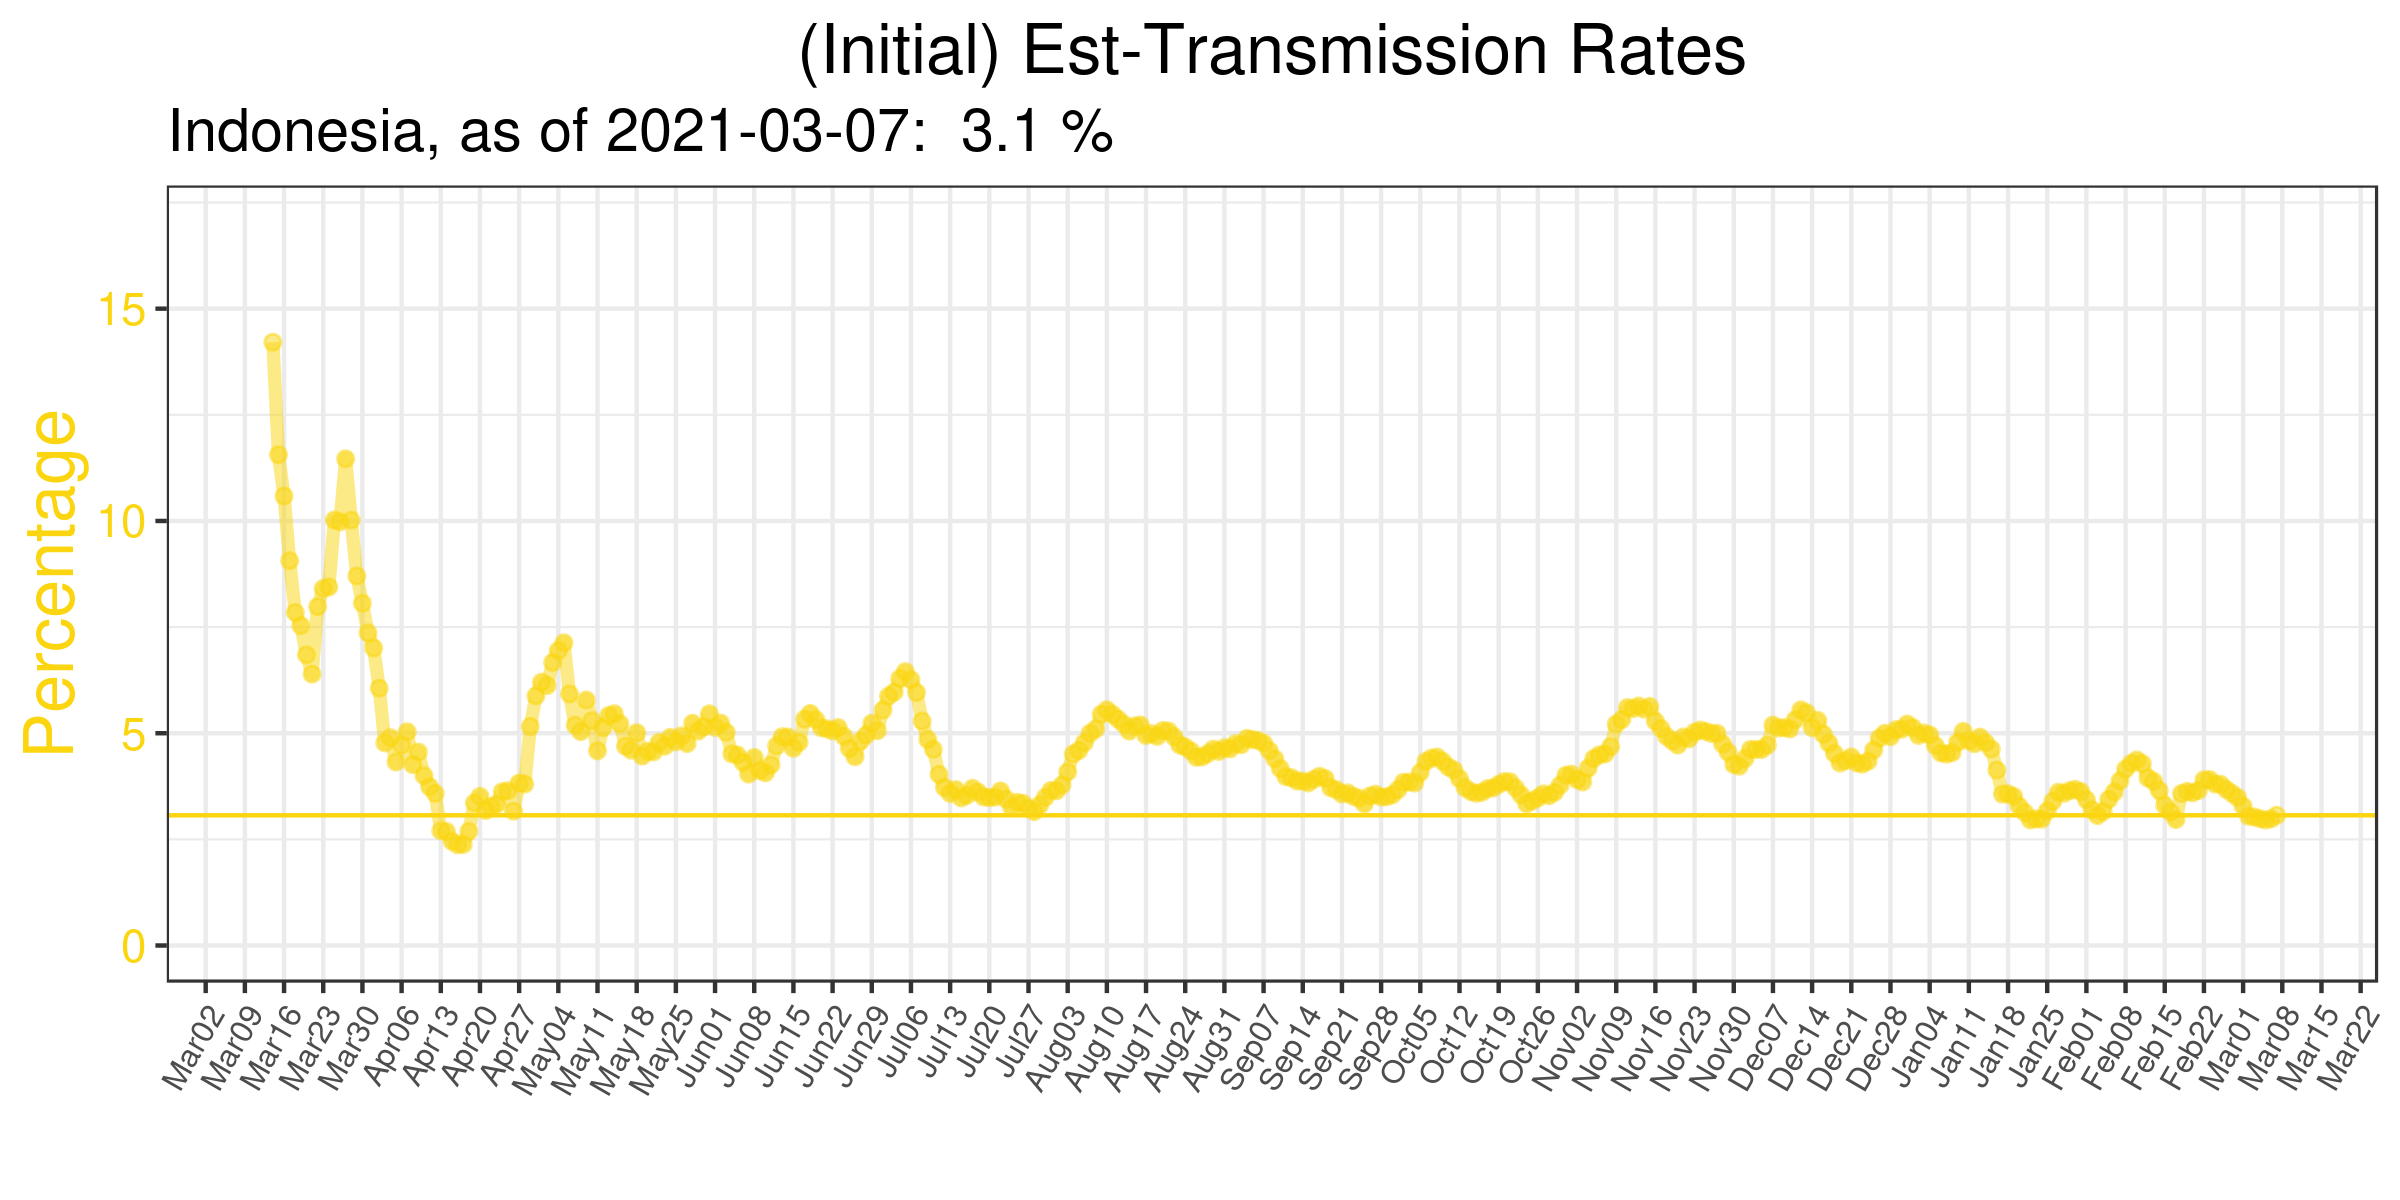 (Initial) Est-Transmission Rates
Indonesia, as of 2021-03-07:  3.1 %
Percentage
15
10
5
0
Mar02
Mar09
Mar16
Mar23
Mar30
Apr06
Apr13
Apr20
Apr27
May04
May11
May18
May25
Jun01
Jun08
Jun15
Jun22
Jun29
Jul06
Jul13
Jul20
Jul27
Aug03
Aug10
Aug17
Aug24
Aug31
Sep07
Sep14
Sep21
Sep28
Oct05
Oct12
Oct19
Oct26
Nov02
Nov09
Nov16
Nov23
Nov30
Dec07
Dec14
Dec21
Dec28
Jan04
Jan11
Jan18
Jan25
Feb01
Feb08
Feb15
Feb22
Mar01
Mar08
Mar15
Mar22